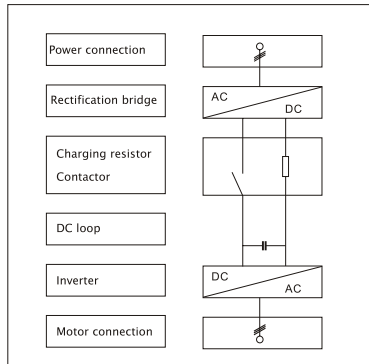 Power connection
Rectification bridge
AC
DC
Charging resistor
Contactor
DC loop
Inverter
DC
AC
Motor connection